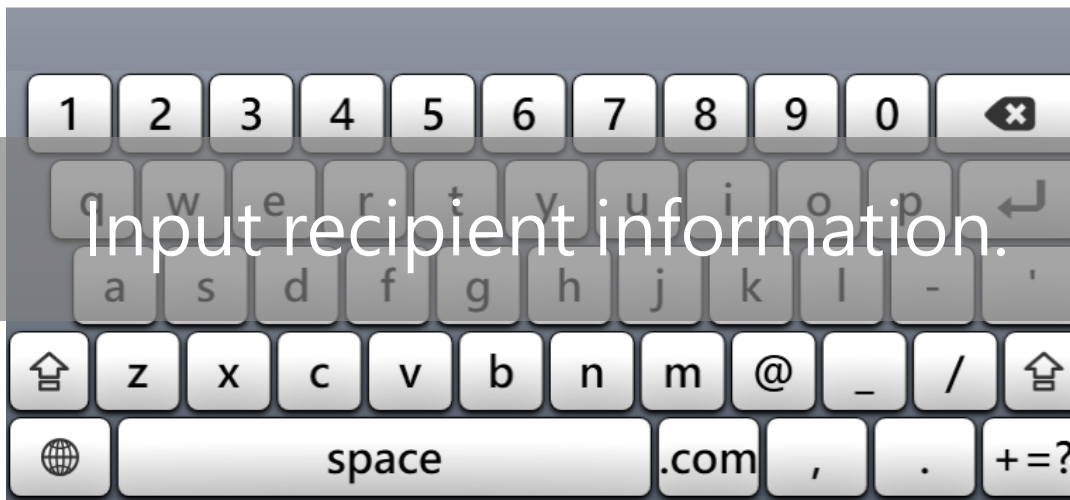 1 2 3 4 5 6 7 8 9 0
q w e r t y u i o p
Input recipient information.
a s d f g h j k l - '
z x c v b n m @ _ /
space .com , . +=?